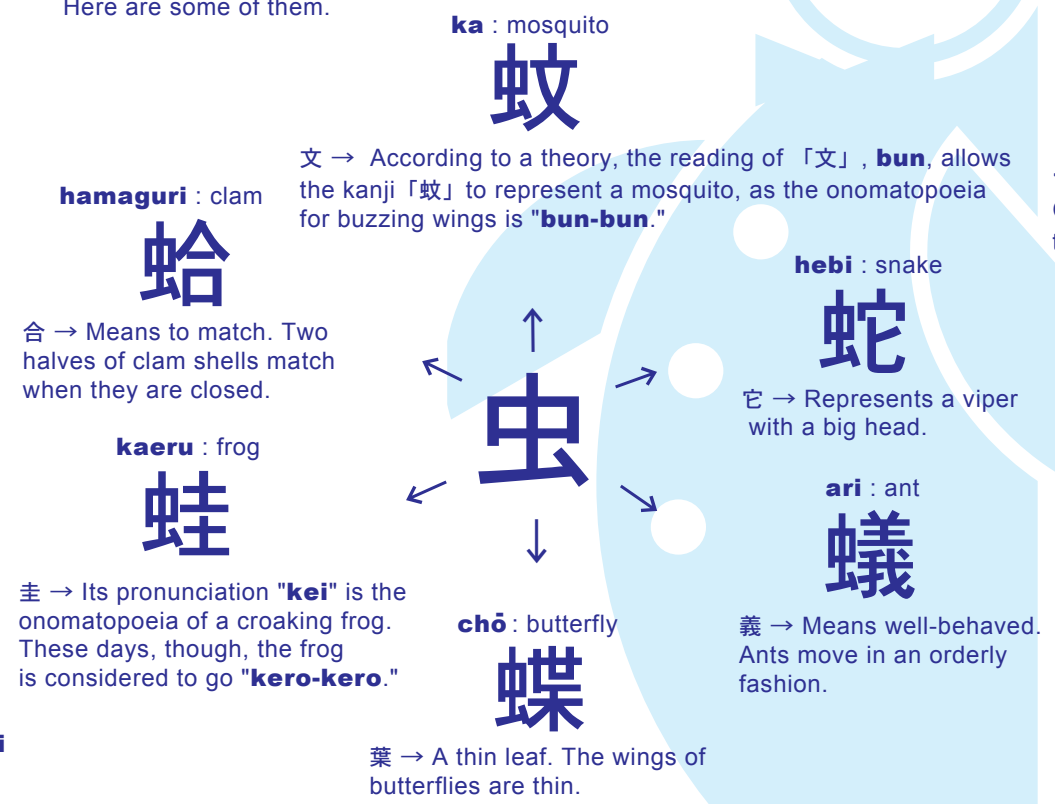 Here are some of them.
ka : mosquito
蚊
文 → According to a theory, the reading of 「文」, bun, allows
the kanji「蚊」to represent a mosquito, as the onomatopoeia
for buzzing wings is "bun-bun."
hamaguri : clam
蛤
合 → Means to match. Two
halves of clam shells match
when they are closed.
hebi : snake
蛇
它 → Represents a viper
with a big head.
虫
kaeru : frog
蛙
圭 → Its pronunciation "kei" is the
onomatopoeia of a croaking frog.
These days, though, the frog
is considered to go "kero-kero."
ari : ant
蟻
義 → Means well-behaved.
Ants move in an orderly
fashion.
chō : butterfly
蝶
葉 → A thin leaf. The wings of
butterflies are thin.
i